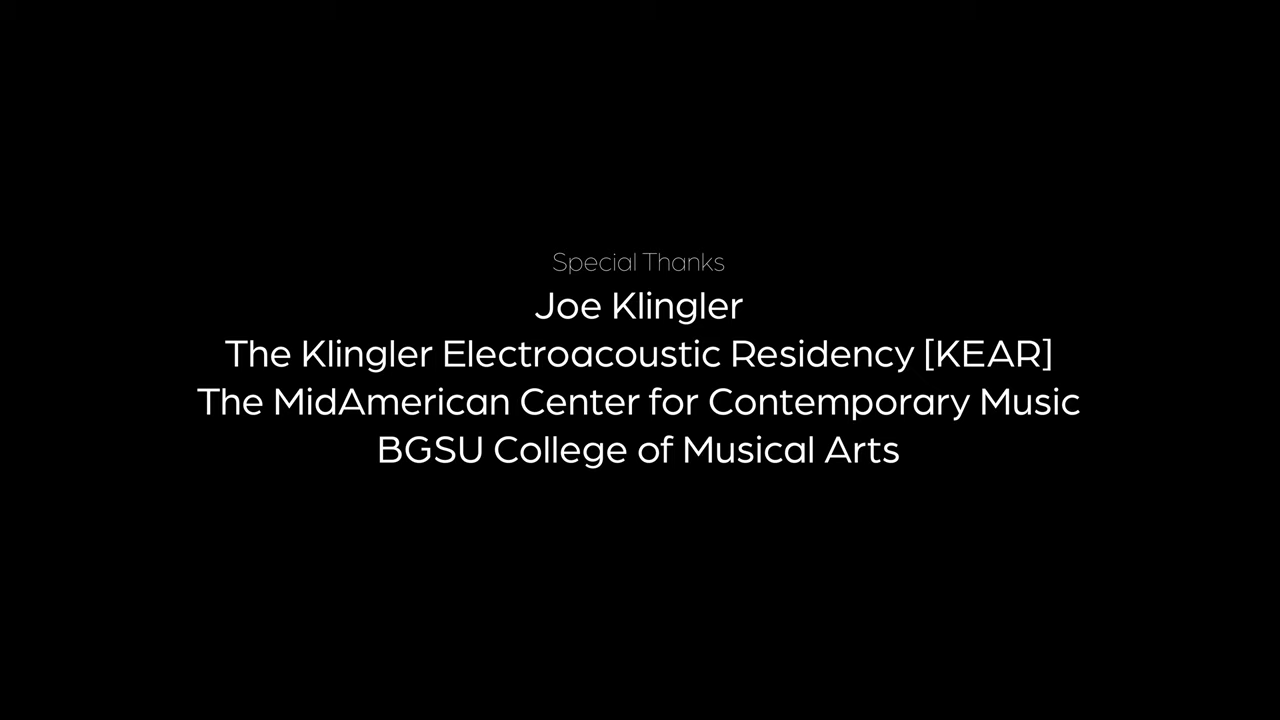 Special Thanks
Joe Klingler
The Klingler Electroacoustic Residency [KEAR]
The MidAmerican Center for Contemporary Music
BGSU College of Musical Arts